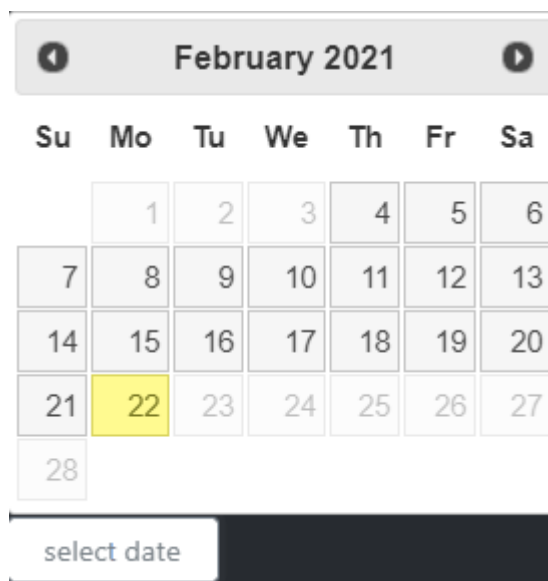 February 2021
Su Mo Tu We Th Fr Sa
1 2 3 4 5 6
7 8 9 10 11 12 13
14 15 16 17 18 19 20
21 22 23 24 25 26 27
28
select date